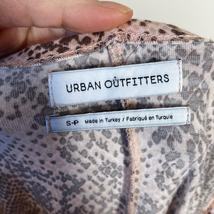 URBAN OUTFITTERS
S-P Made in Turkey / Fabriqué en Turquie